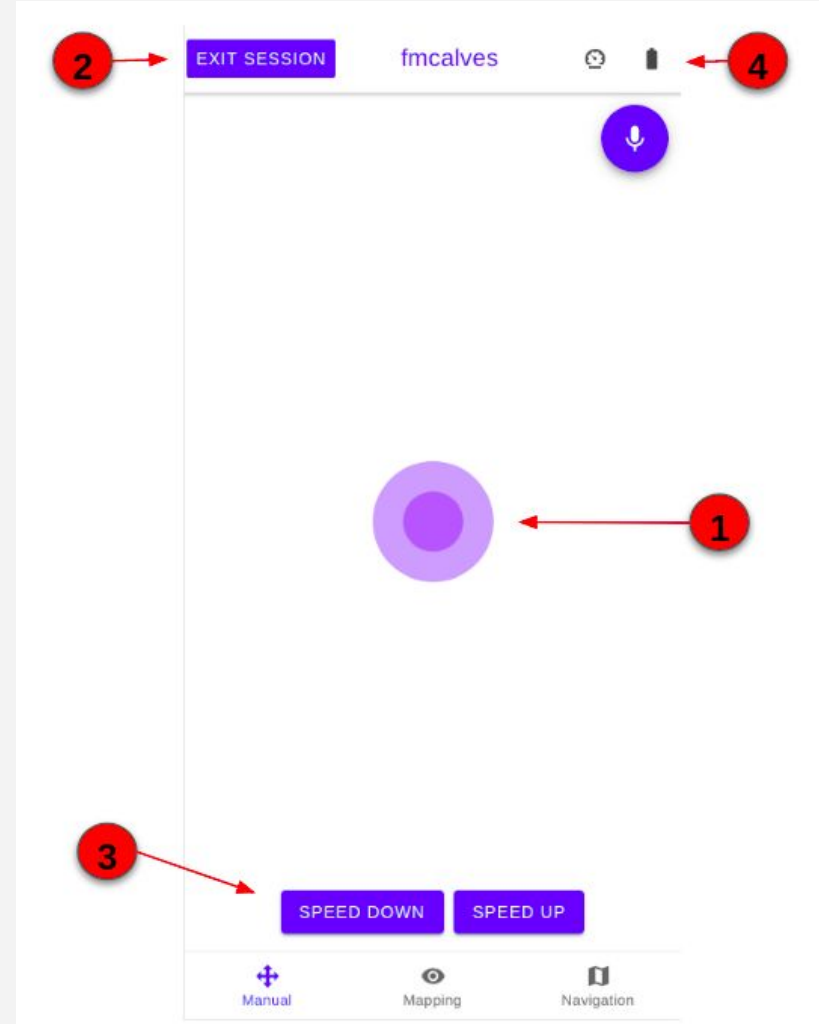 2
EXIT SESSION
fmcalves
4
1
3
SPEED DOWN
SPEED UP
Manual
Mapping
Navigation